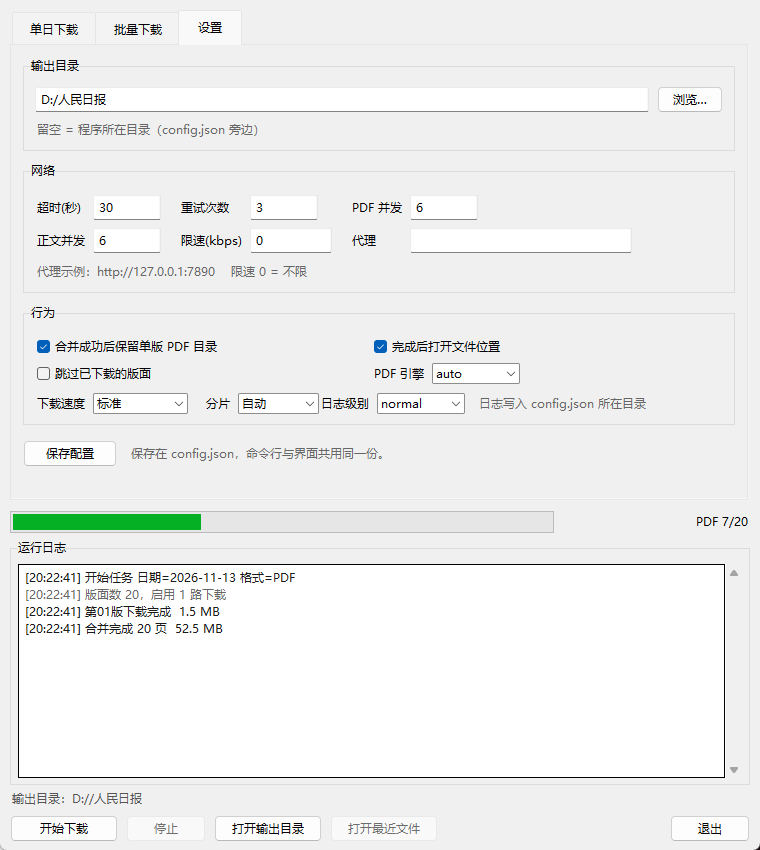 单日下载 批量下载 设置
输出目录
D:/人民日报 浏览...
留空 = 程序所在目录（config.json 旁边）
网络
超时(秒) 30 重试次数 3 PDF 并发 6
正文并发 6 限速(kbps) 0 代理
代理示例：http://127.0.0.1:7890 限速 0 = 不限
行为
合并成功后保留单版 PDF 目录 完成后打开文件位置
跳过已下载的版面 PDF 引擎 auto
下载速度 标准 分片 自动 日志级别 normal 日志写入 config.json 所在目录
保存配置 保存在 config.json，命令行与界面共用同一份。
PDF 7/20
运行日志
[20:22:41] 开始任务 日期=2026-11-13 格式=PDF
[20:22:41] 版面数 20，启用 1 路下载
[20:22:41] 第01版下载完成 1.5 MB
[20:22:41] 合并完成 20 页 52.5 MB
输出目录：D://人民日报
开始下载 停止 打开输出目录 打开最近文件 退出